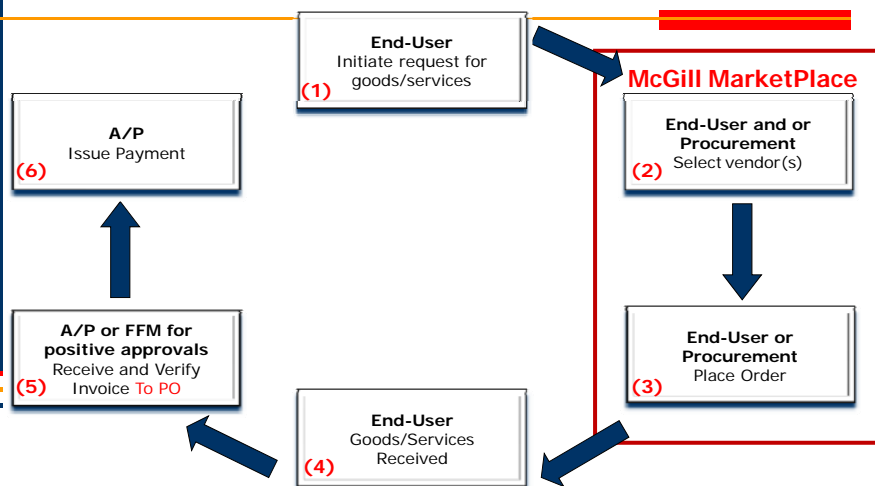 End-User
Initiate request for
goods/services
(1)
McGill MarketPlace
End-User and or
Procurement
Select vendor(s)
(2)
End-User or
Procurement
Place Order
(3)
End-User
Goods/Services
Received
(4)
A/P or FFM for
positive approvals
Receive and Verify
Invoice To PO
(5)
A/P
Issue Payment
(6)